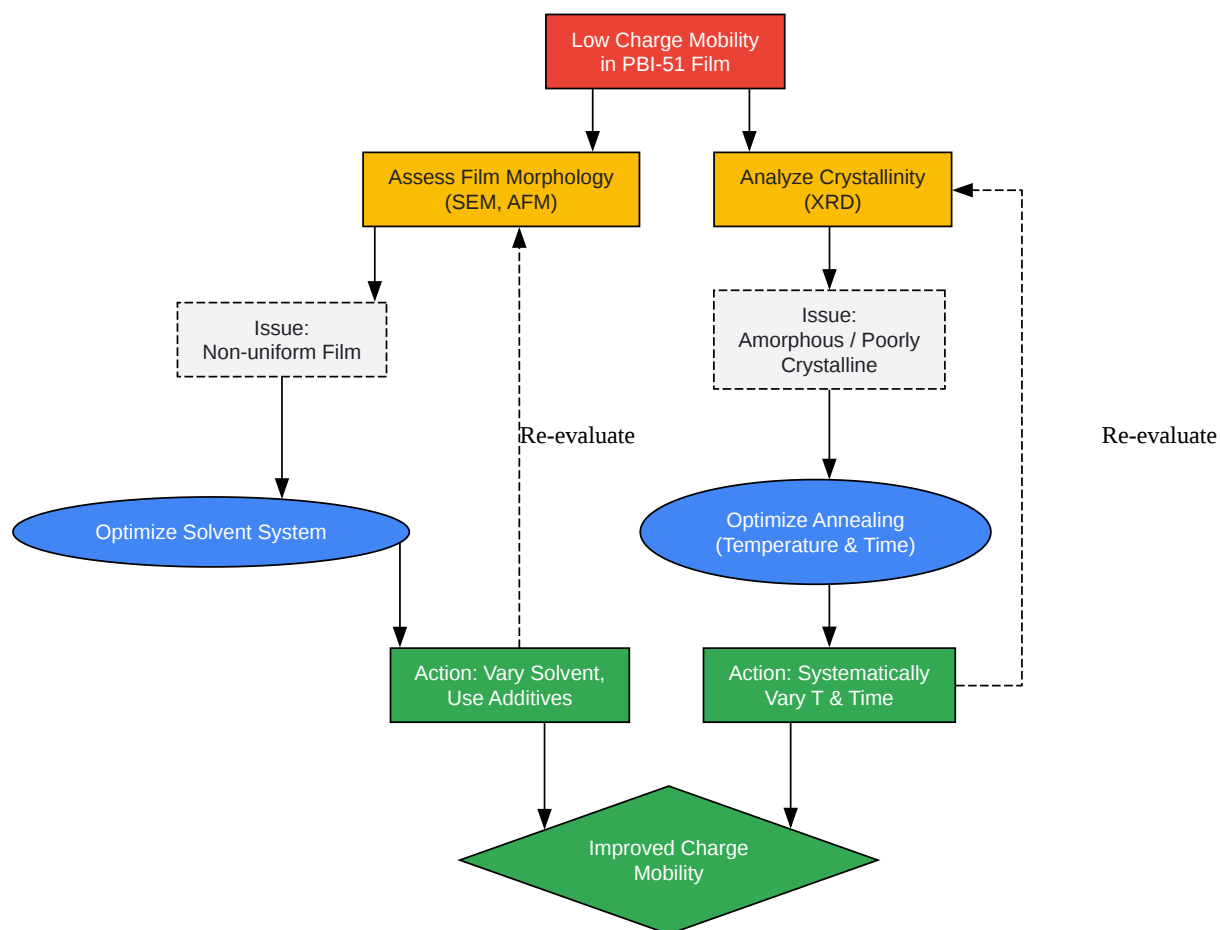 Low Charge Mobility
in PBI-51 Film
Assess Film Morphology
(SEM, AFM)
Analyze Crystallinity
(XRD)
Issue:
Non-uniform Film
Issue:
Amorphous / Poorly
Crystalline
Re-evaluate
Re-evaluate
Optimize Solvent System
Optimize Annealing
(Temperature & Time)
Action: Vary Solvent,
Use Additives
Action: Systematically
Vary T & Time
Improved Charge
Mobility